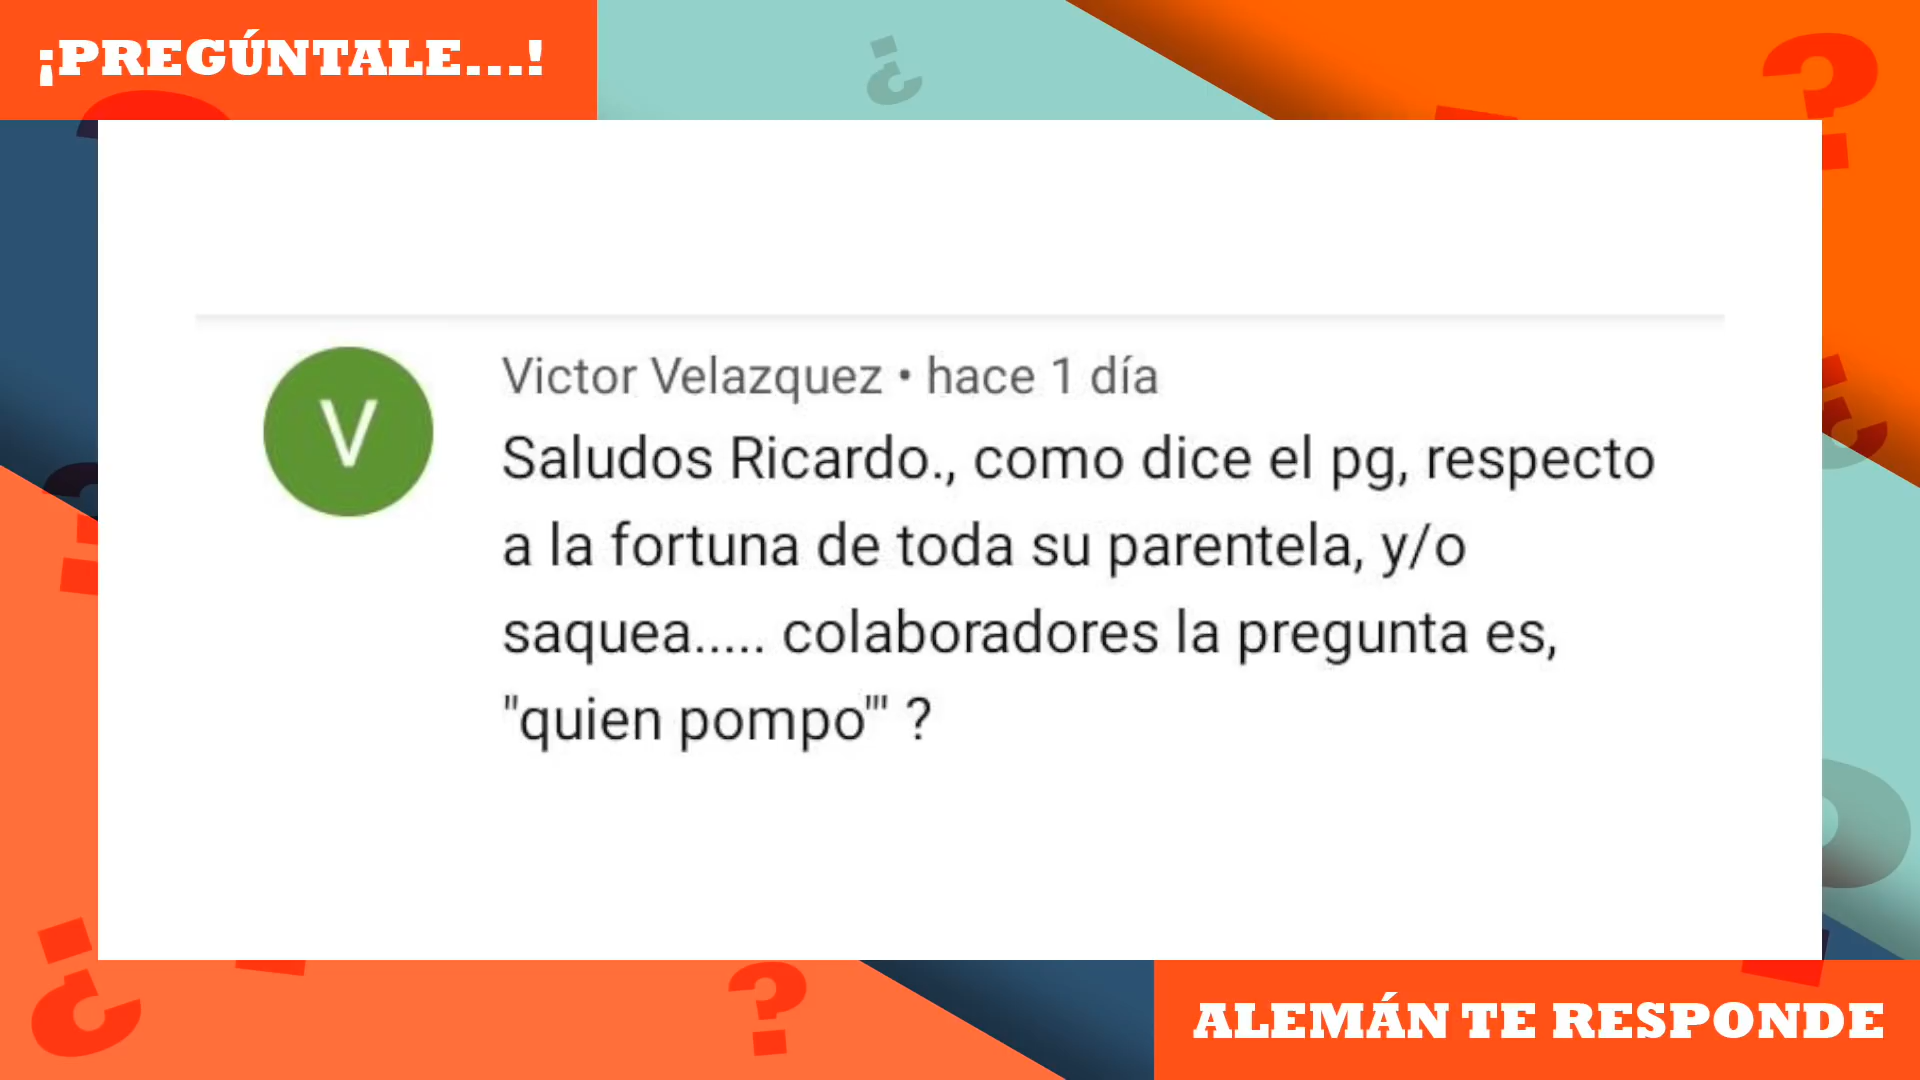 ¡PREGÚNTALE...!
V
Victor Velazquez • hace 1 día
Saludos Ricardo., como dice el pg, respecto
a la fortuna de toda su parentela, y/o
saquea..... colaboradores la pregunta es,
"quien pompo'" ?
ALEMÁN TE RESPONDE